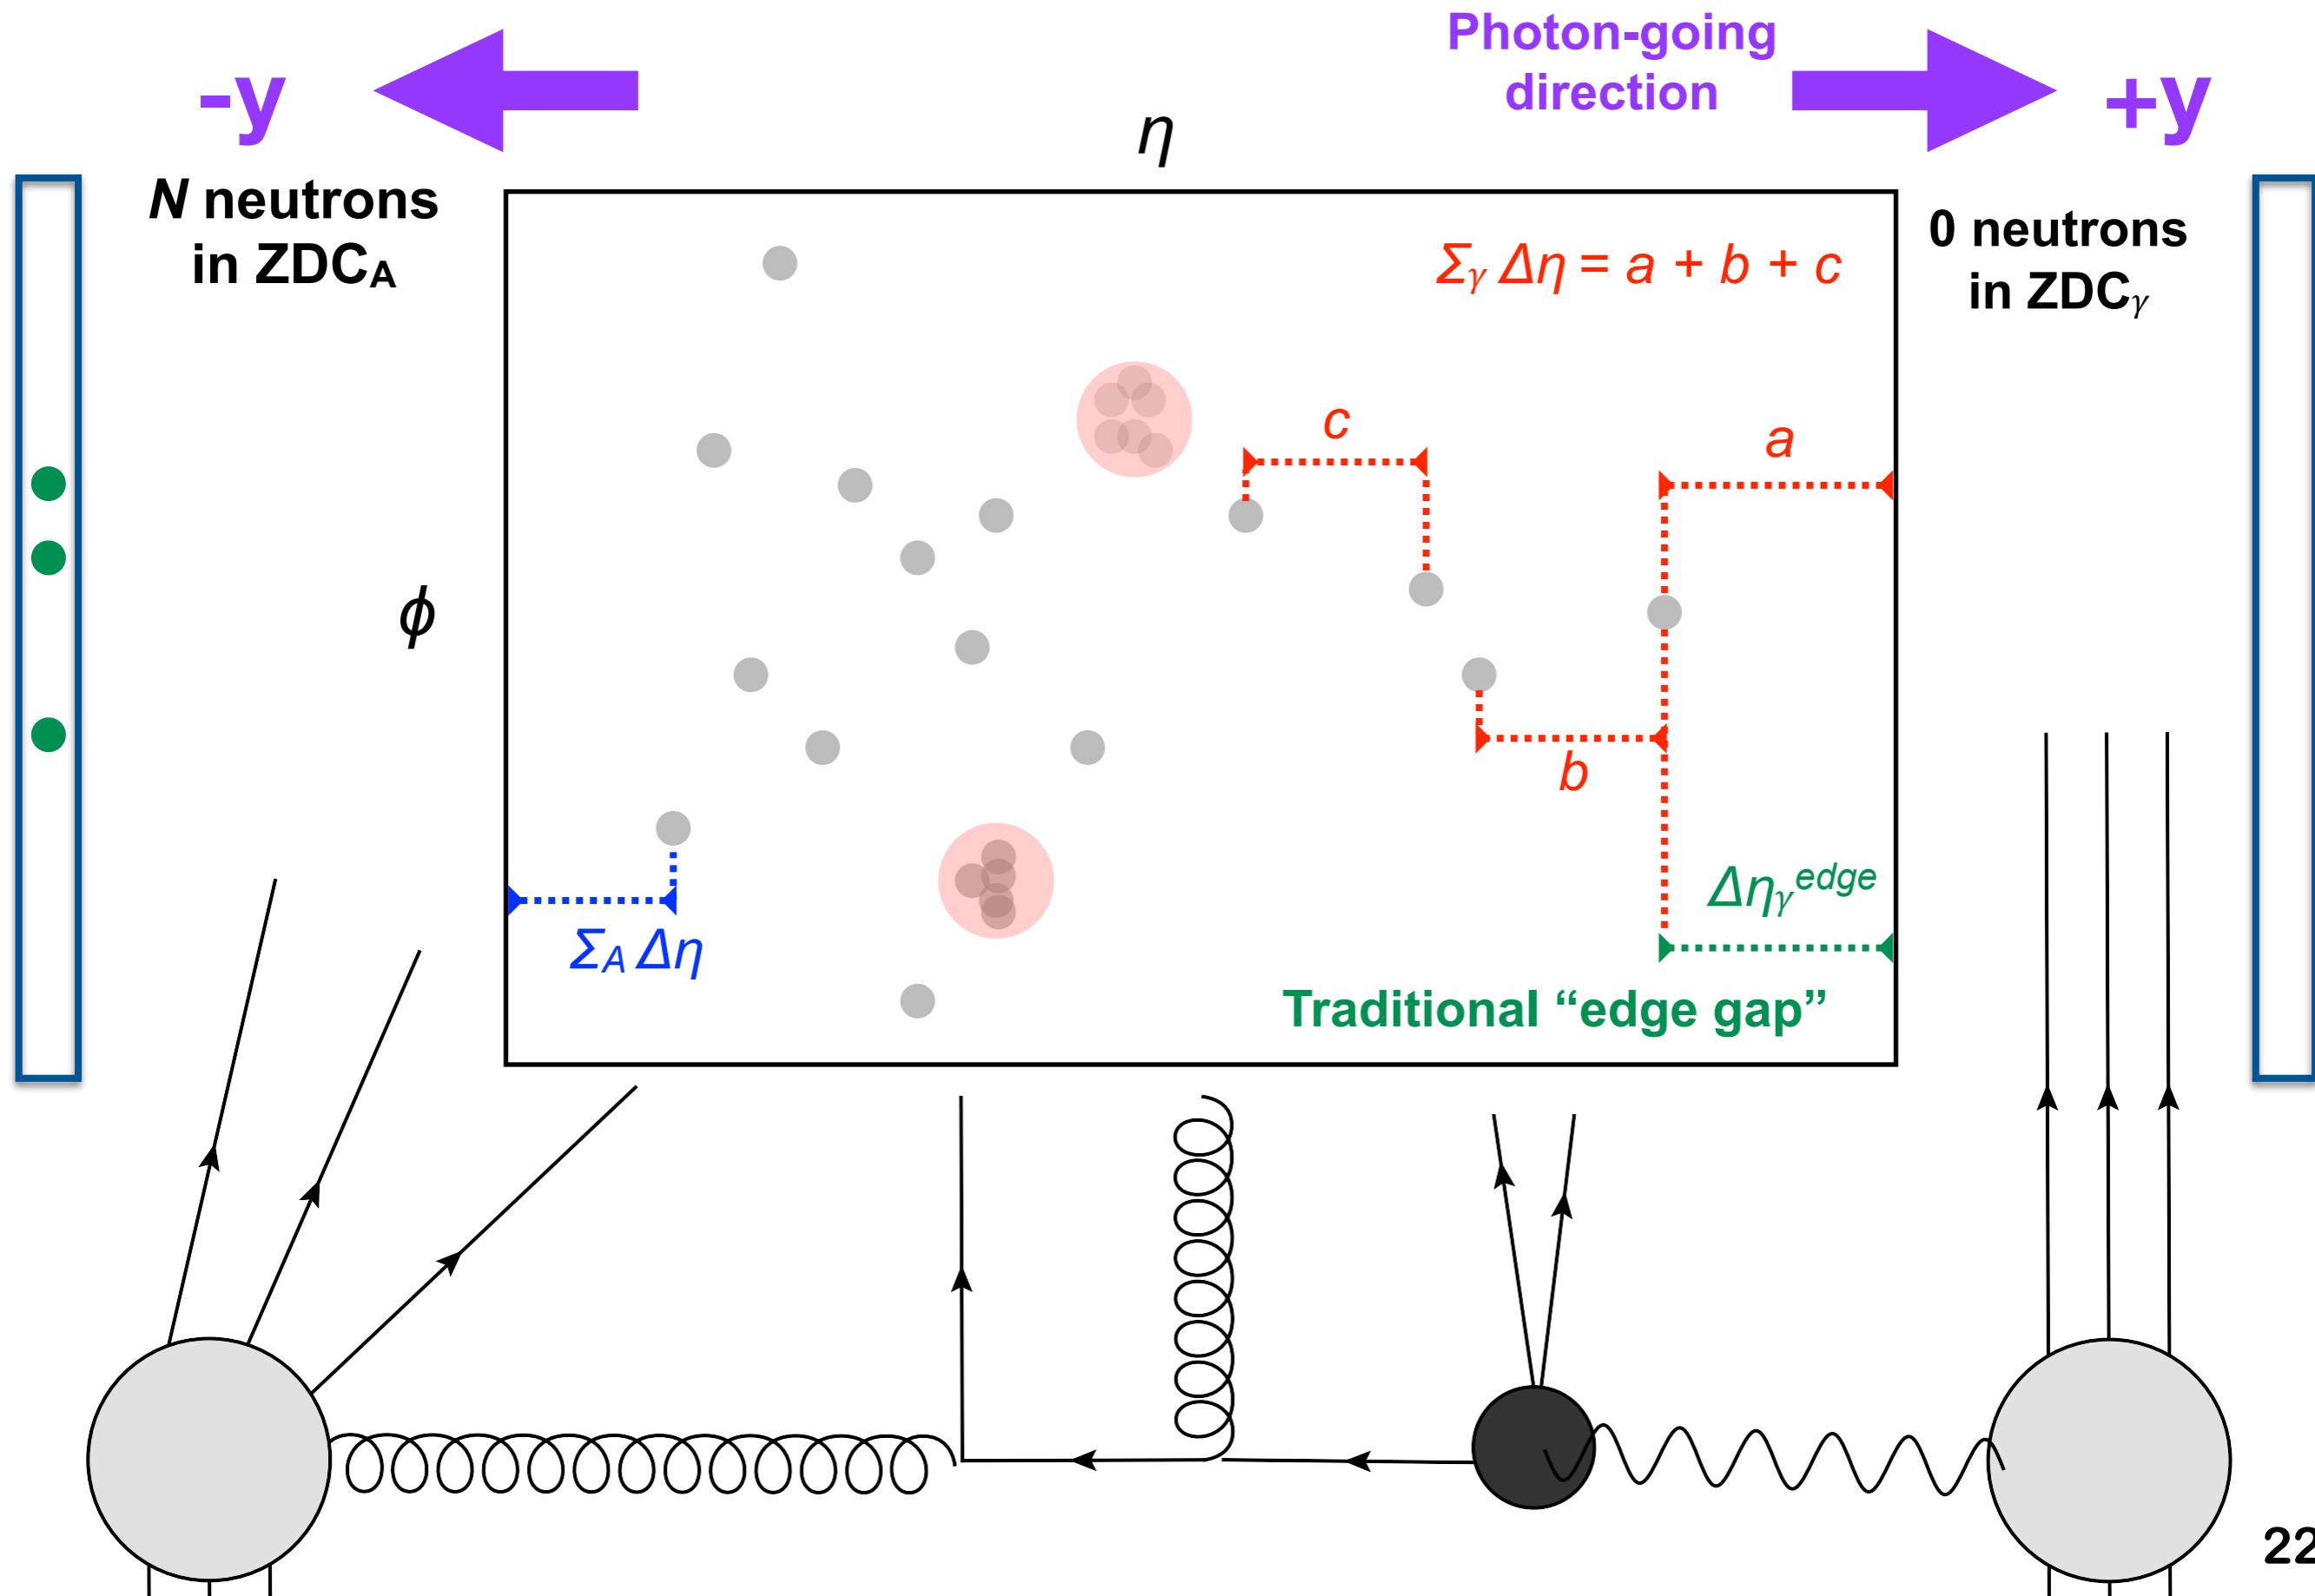 Photon-going
direction
-y
+y
η
N neutrons
in ZDCA
0 neutrons
in ZDCγ
Σγ Δη = a + b + c
c
a
ϕ
b
Δηγedge
ΣA Δη
Traditional “edge gap”
22